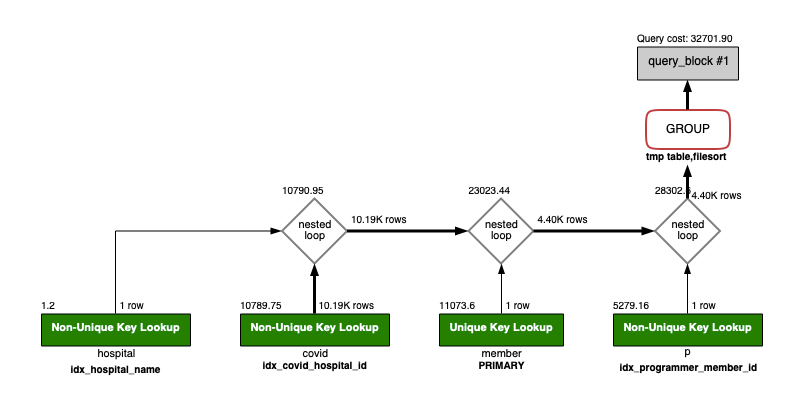 Query cost: 32701.90
query_block #1
GROUP
tmp table,filesort
10790.95
23023.44
28302.
4.40K rows
nested
loop
10.19K rows
nested
loop
4.40K rows
nested
loop
1.2
1 row
10789.75
10.19K rows
11073.6
1 row
5279.16
1 row
Non-Unique Key Lookup
Non-Unique Key Lookup
Unique Key Lookup
Non-Unique Key Lookup
hospital
covid
member
p
idx_hospital_name
idx_covid_hospital_id
PRIMARY
idx_programmer_member_id